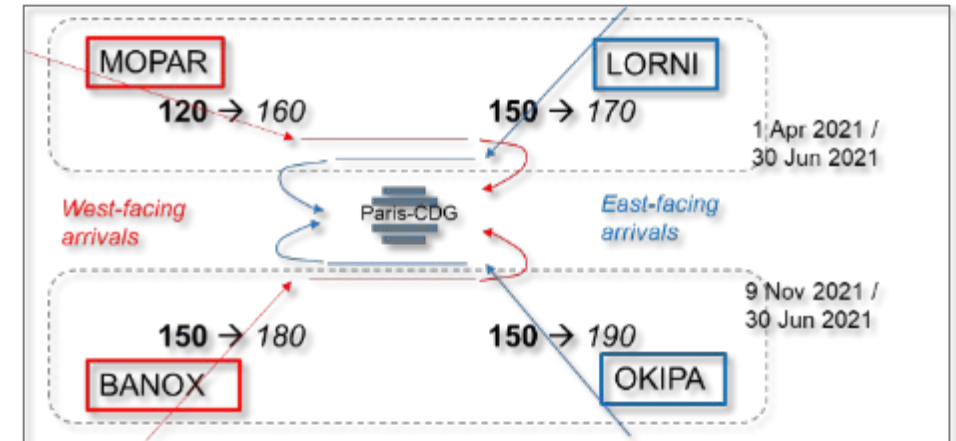 MOPAR
LORNI
120 → 160
150 → 170
1 Apr 2021 /
30 Jun 2021
West-facing
arrivals
Paris-CDG
East-facing
arrivals
9 Nov 2021 /
30 Jun 2021
150 → 180
150 → 190
BANOX
OKIPA